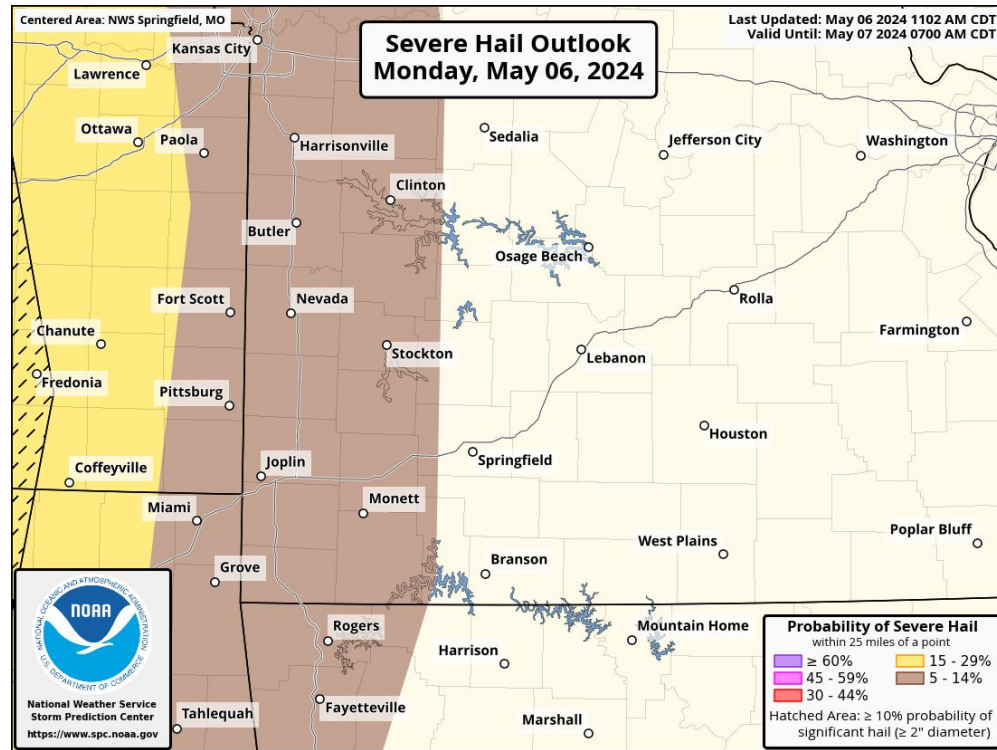 Centered Area: NWS Springfield, MO
Last Updated: May 06 2024 1102 AM CDT
Valid Until: May 07 2024 0700 AM CDT
Severe Hail Outlook
Monday, May 06, 2024
Kansas City
Lawrence
Ottawa
Paola
Harrisonville
Sedalia
Jefferson City
Washington
Clinton
Butler
Osage Beach
Fort Scott
Nevada
Rolla
Chanute
Farmington
Stockton
Lebanon
Fredonia
Pittsburg
Houston
Coffeyville
Joplin
Springfield
Miami
Monett
West Plains
Poplar Bluff
Grove
Branson
Rogers
Harrison
Mountain Home
Tahlequah
Fayetteville
Marshall
NATIONAL OCEANIC AND ATMOSPHERIC ADMINISTRATION
NOAA
U.S. DEPARTMENT OF COMMERCE
National Weather Service
Storm Prediction Center
https://www.spc.noaa.gov
Probability of Severe Hail
within 25 miles of a point
≥ 60%
15 - 29%
45 - 59%
5 - 14%
30 - 44%
Hatched Area: ≥ 10% probability of
significant hail (≥ 2" diameter)